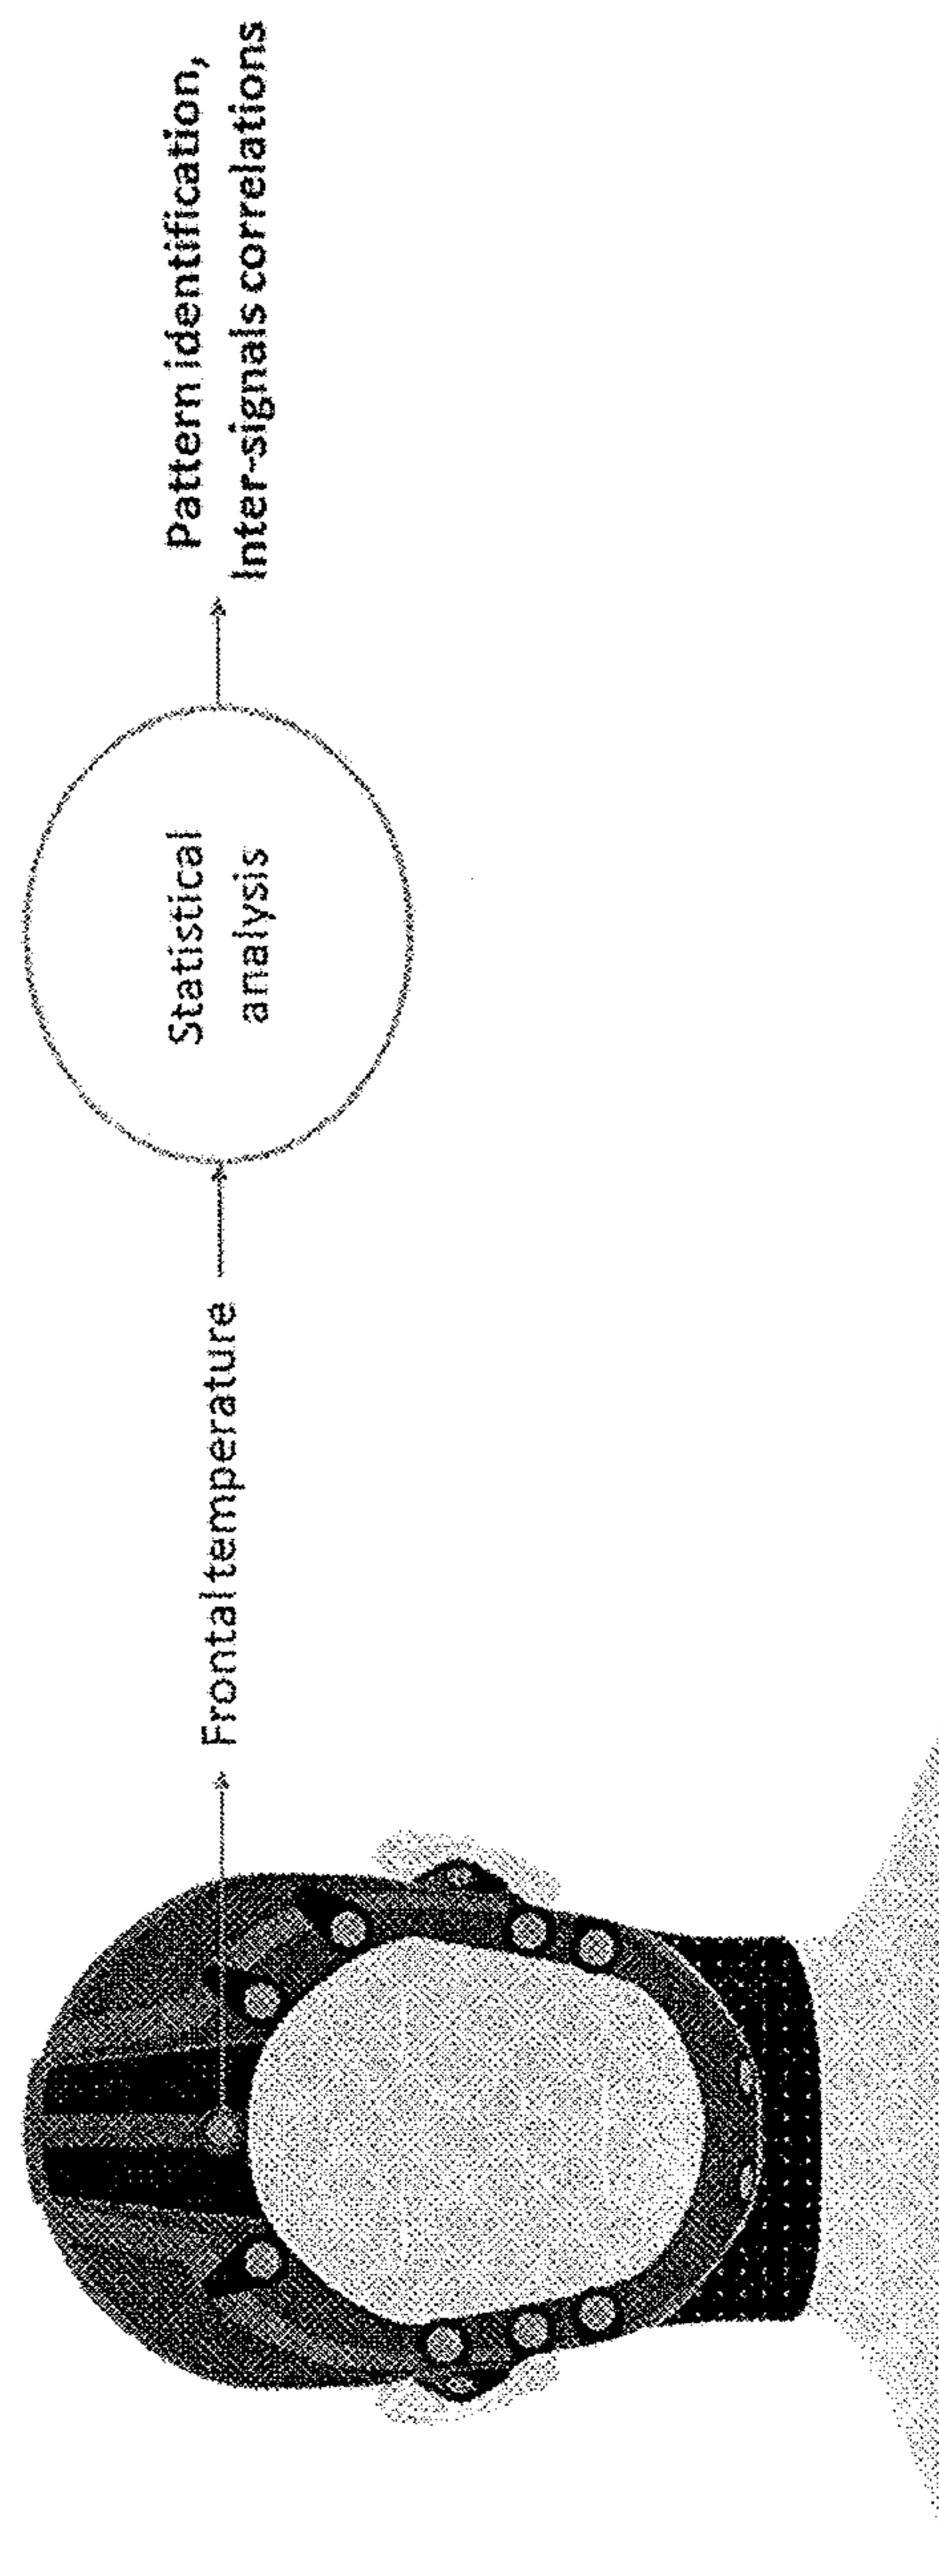 Frontal temperature
Statistical
analysis
Pattern identification,
Inter-signals correlations